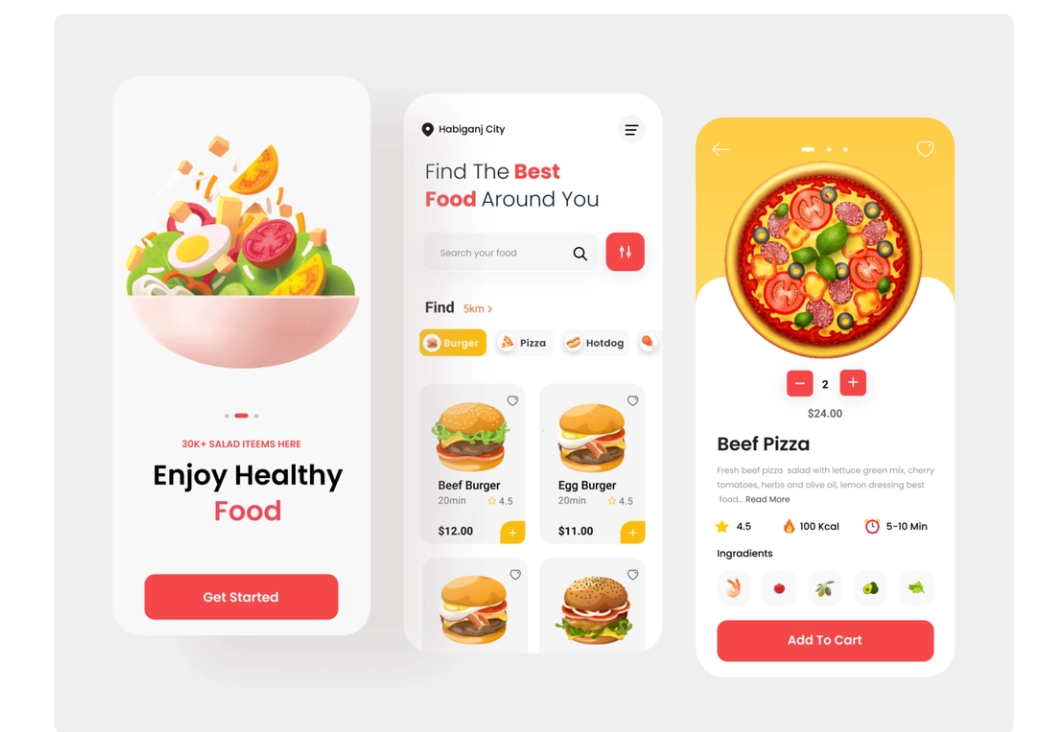 30K+ SALAD ITEEMS HERE
Enjoy Healthy
Food
Get Started
Habiganj City
Find The Best
Food Around You
Search your food
Find 5km >
Burger Pizza Hotdog
Beef Burger
20min 4.5
$12.00 +
Egg Burger
20min 4.5
$11.00 +
− 2 +
$24.00
Beef Pizza
Fresh beef pizza salad with lettuce green mix, cherry
tomatoes, herbs and olive oil, lemon dressing best
food... Read More
4.5 100 Kcal 5-10 Min
Ingradients
Add To Cart